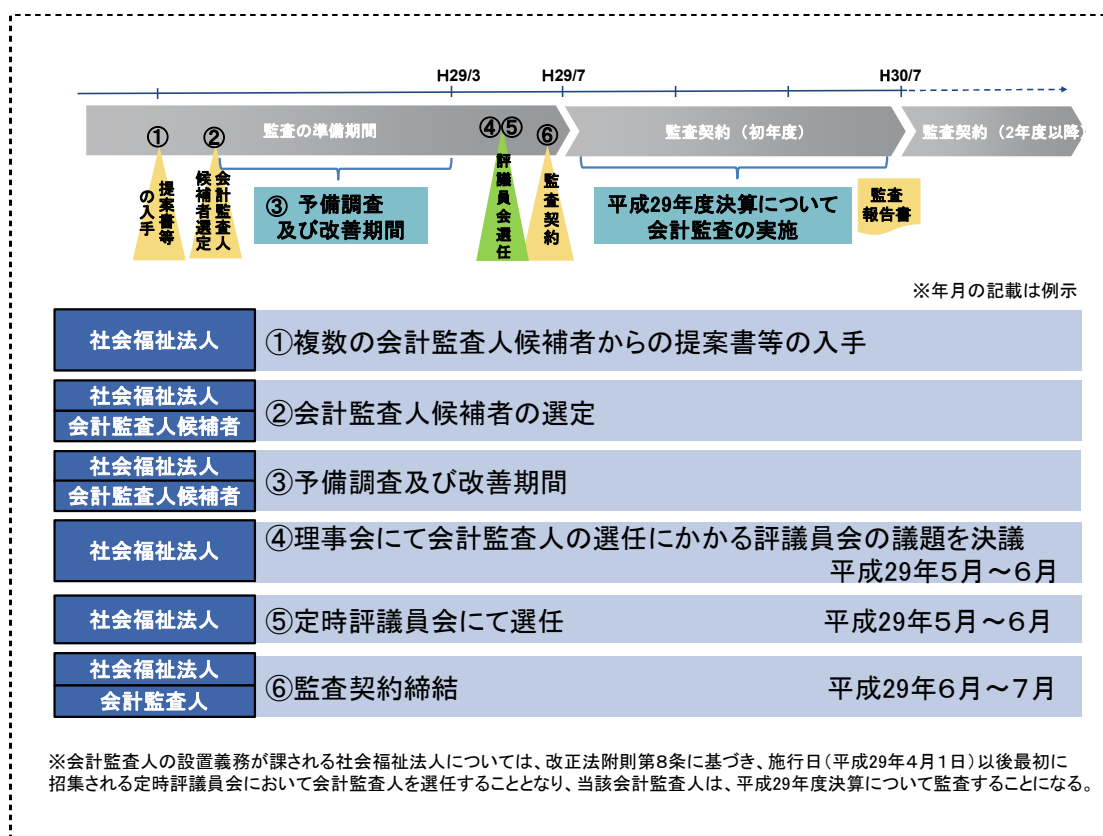 H29/3
H29/7
H30/7
監査の準備期間
監査契約（初年度）
監査契約（2年度以降）
①
②
④⑤
⑥
提案書等
の入手
会計監査人
候補者選定
③ 予備調査
及び改善期間
評議員会選任
監査契約
平成29年度決算について
会計監査の実施
監査
報告書
※年月の記載は例示
社会福祉法人
①複数の会計監査人候補者からの提案書等の入手
社会福祉法人
会計監査人候補者
②会計監査人候補者の選定
社会福祉法人
会計監査人候補者
③予備調査及び改善期間
社会福祉法人
④理事会にて会計監査人の選任にかかる評議員会の議題を決議
平成29年５月～６月
社会福祉法人
⑤定時評議員会にて選任 平成29年５月～６月
社会福祉法人
会計監査人
⑥監査契約締結 平成29年６月～７月
※会計監査人の設置義務が課される社会福祉法人については、改正法附則第８条に基づき、施行日（平成29年４月１日）以後最初に
招集される定時評議員会において会計監査人を選任することとなり、当該会計監査人は、平成29年度決算について監査することになる。